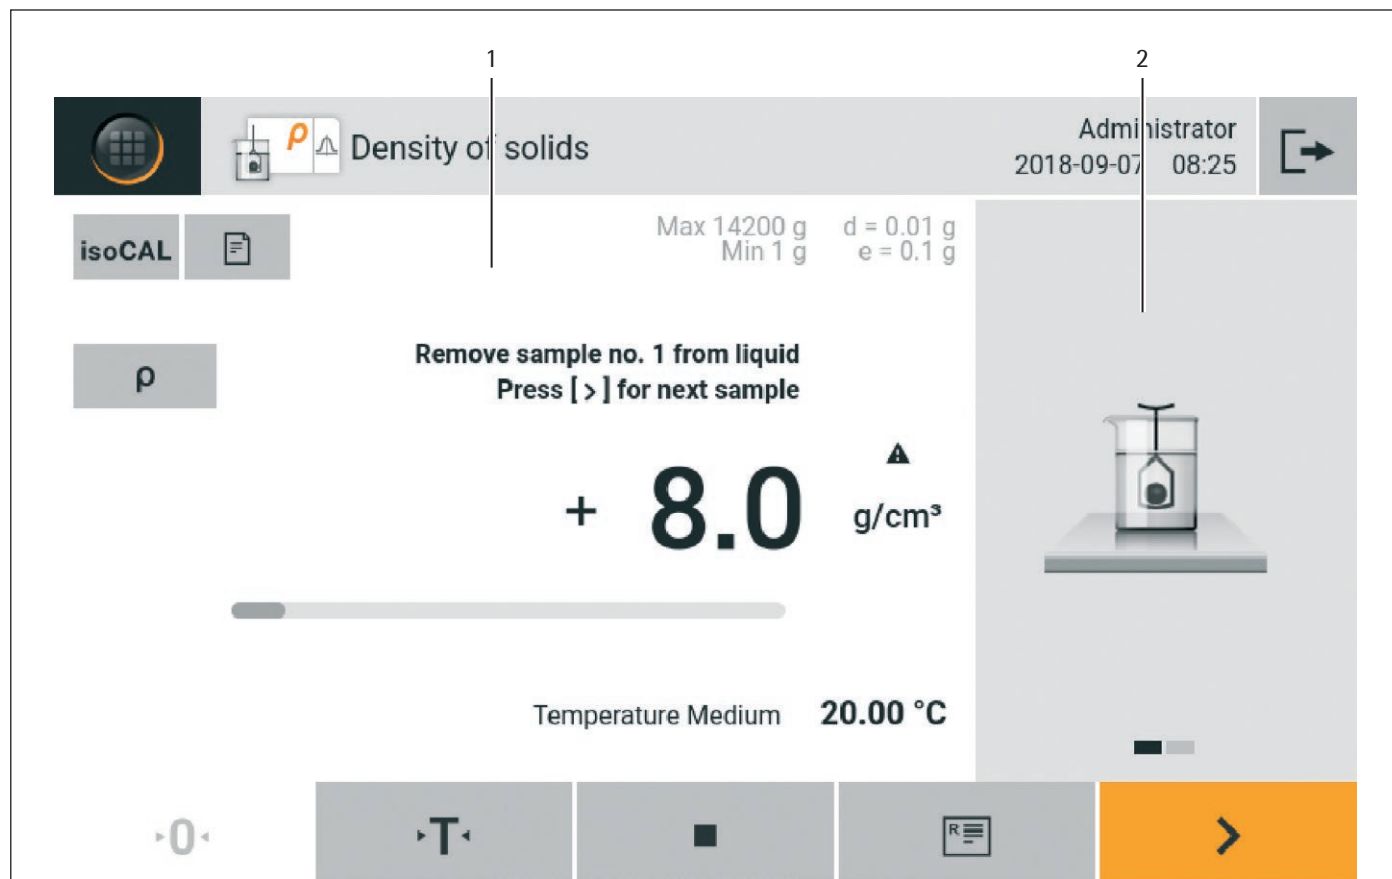 1
2
ρ
Density of solids
Administrator
2018-09-07 08:25
isoCAL
Max 14200 g d = 0.01 g
Min 1 g e = 0.1 g
ρ
Remove sample no. 1 from liquid
Press [ > ] for next sample
+ 8.0 g/cm³
Temperature Medium 20.00 °C
0
T
R